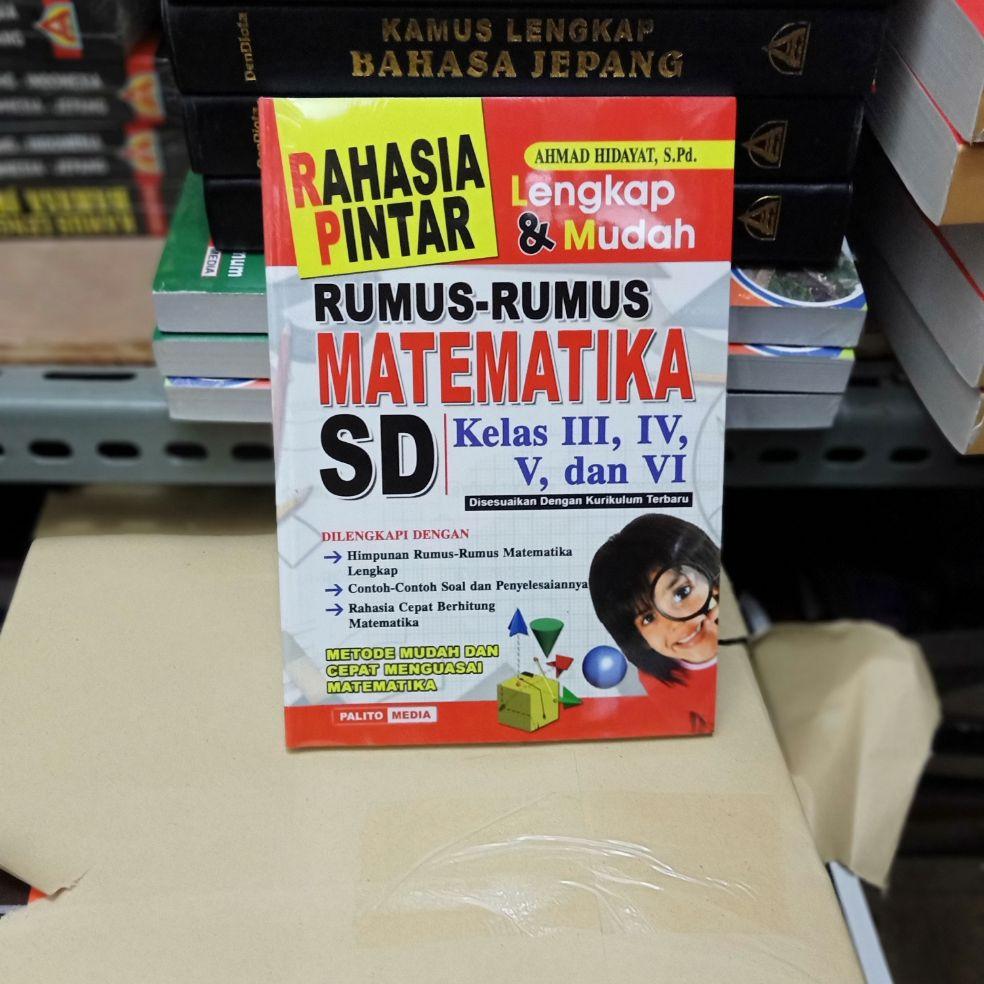 KAMUS LENGKAP
BAHASA JEPANG
DenDiota
RAHASIA
PINTAR
AHMAD HIDAYAT, S.Pd.
Lengkap
& Mudah
RUMUS-RUMUS
MATEMATIKA
SD
Kelas III, IV,
V, dan VI
Disesuaikan Dengan Kurikulum Terbaru
DILENGKAPI DENGAN
Himpunan Rumus-Rumus Matematika
Lengkap
Contoh-Contoh Soal dan Penyelesaiannya
Rahasia Cepat Berhitung
Matematika
METODE MUDAH DAN
CEPAT MENGUASAI
MATEMATIKA
PALITO MEDIA
MEDIA